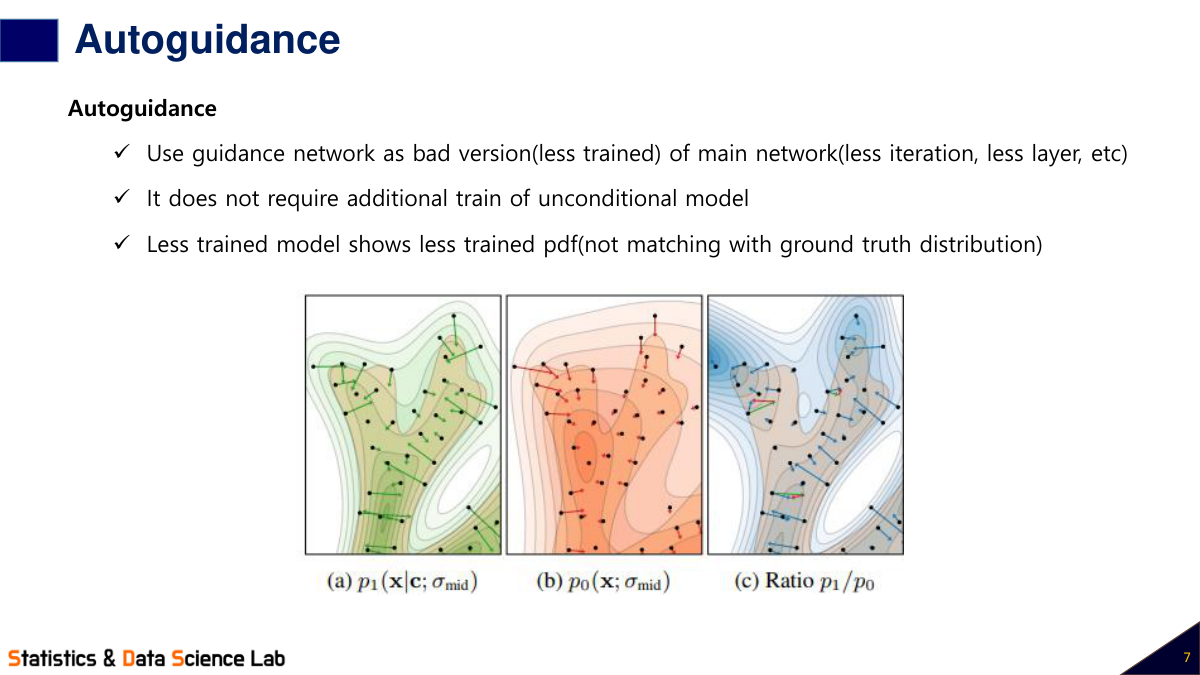 Autoguidance
Autoguidance
✓ Use guidance network as bad version(less trained) of main network(less iteration, less layer, etc)
✓ It does not require additional train of unconditional model
✓ Less trained model shows less trained pdf(not matching with ground truth distribution)
(a) p₁(x|c; σ_mid) (b) p₀(x; σ_mid) (c) Ratio p₁/p₀
Statistics & Data Science Lab
7